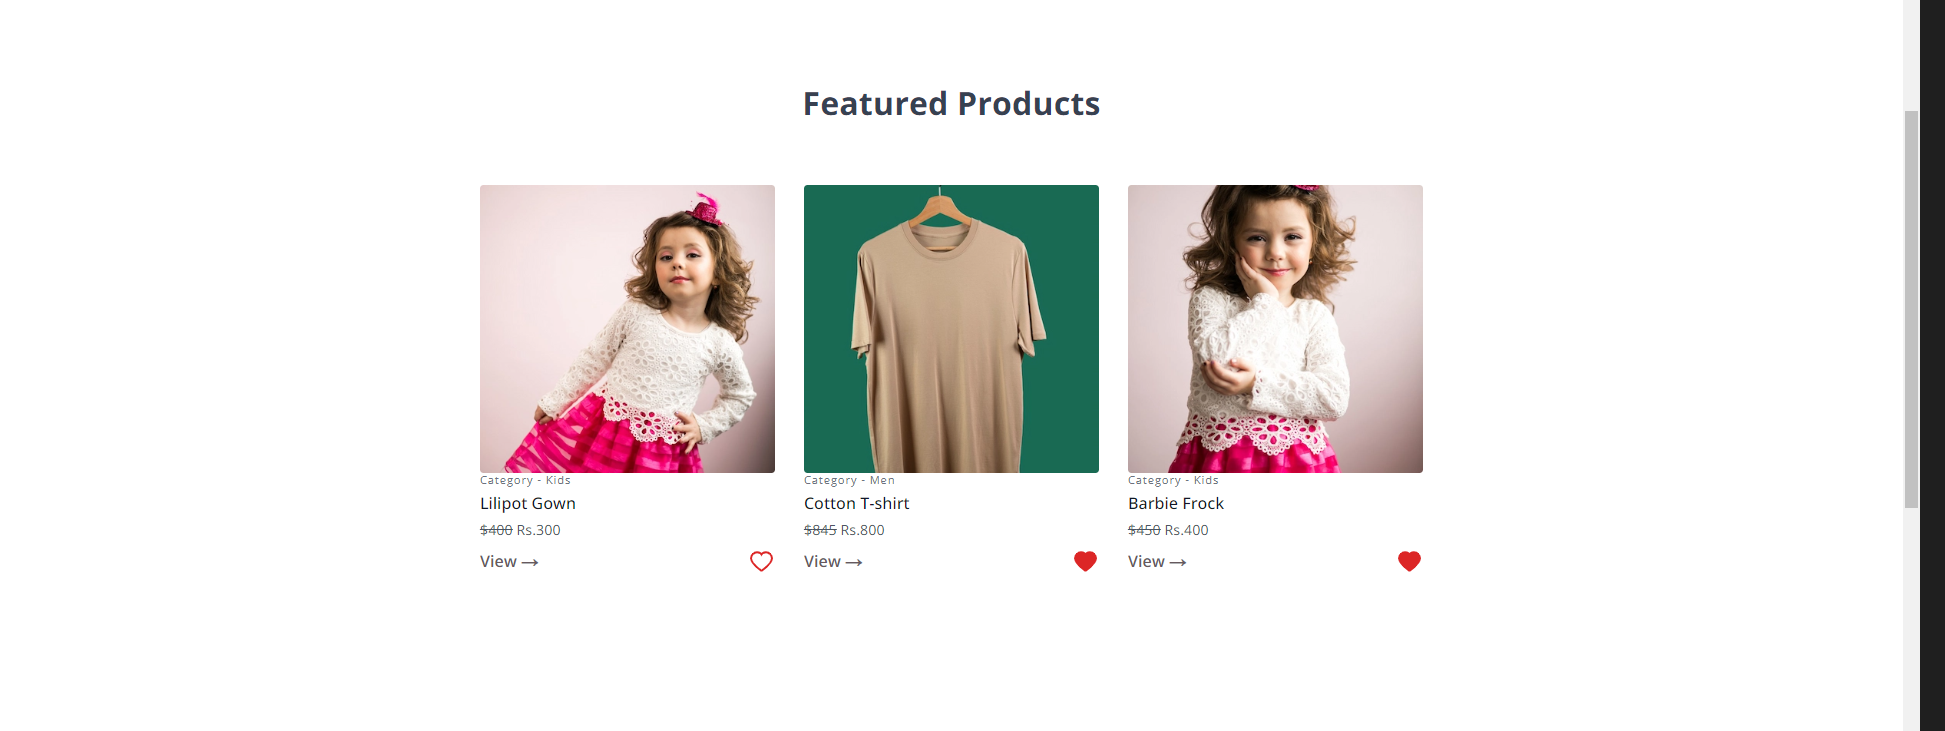 Featured Products
Category - Kids
Lilipot Gown
$400 Rs.300
View →
Category - Men
Cotton T-shirt
$845 Rs.800
View →
Category - Kids
Barbie Frock
$450 Rs.400
View →